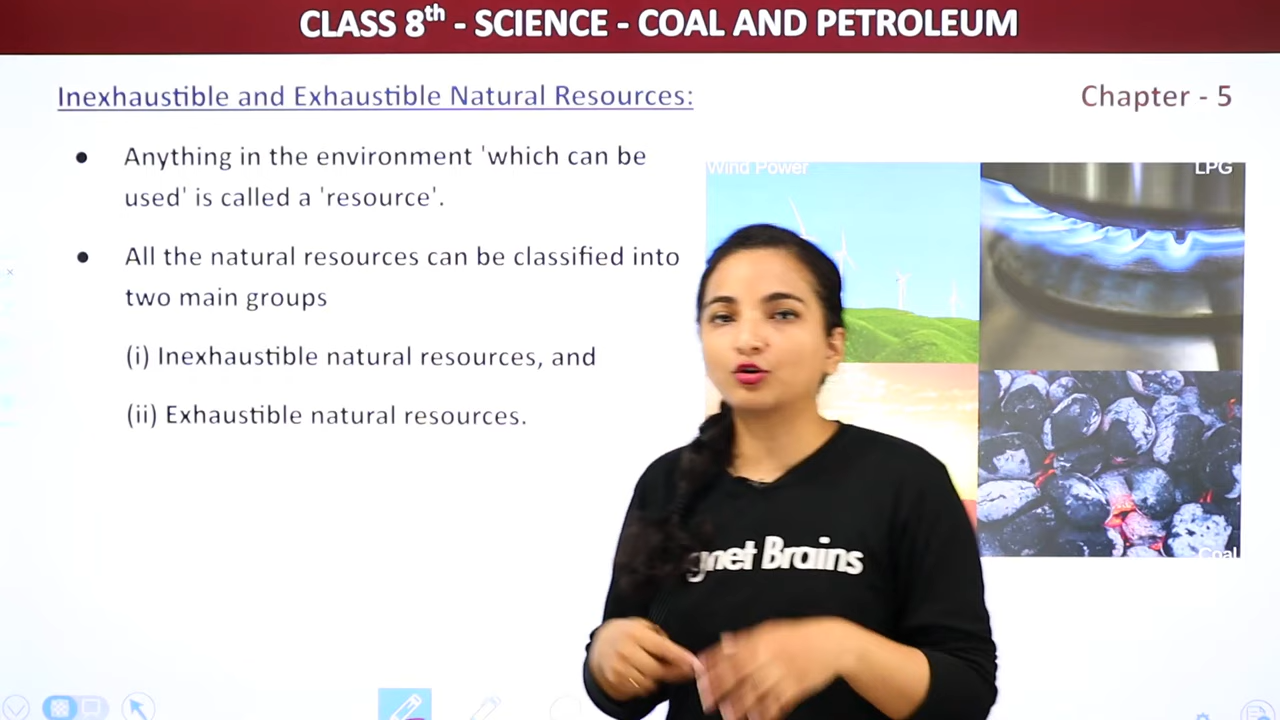 CLASS 8th - SCIENCE - COAL AND PETROLEUM
Inexhaustible and Exhaustible Natural Resources:
Chapter - 5
● Anything in the environment 'which can be
used' is called a 'resource'.
● All the natural resources can be classified into
two main groups
(i) Inexhaustible natural resources, and
(ii) Exhaustible natural resources.
Wind Power
LPG
Coal
gnet Brains